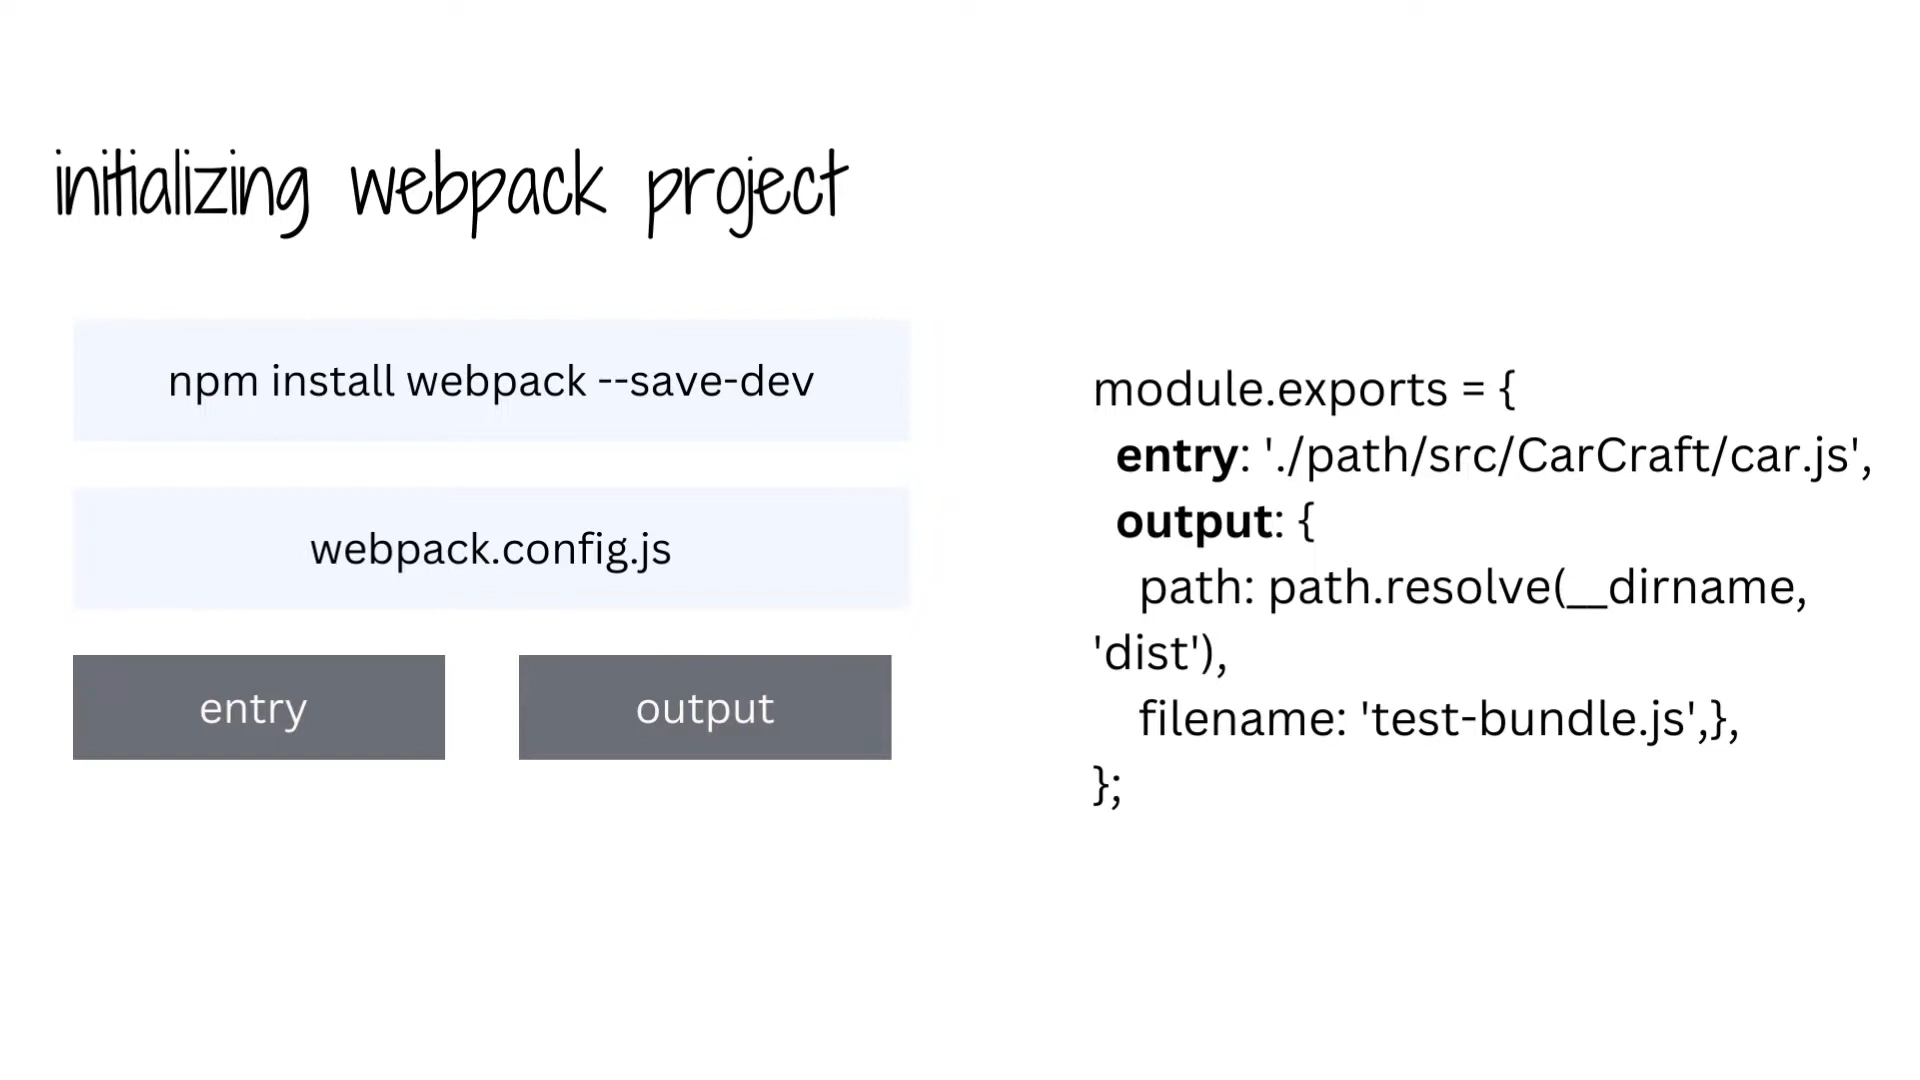 initializing webpack project
npm install webpack --save-dev
webpack.config.js
entry
output
module.exports = {
entry: './path/src/CarCraft/car.js',
output: {
path: path.resolve(__dirname,
'dist'),
filename: 'test-bundle.js',},
};